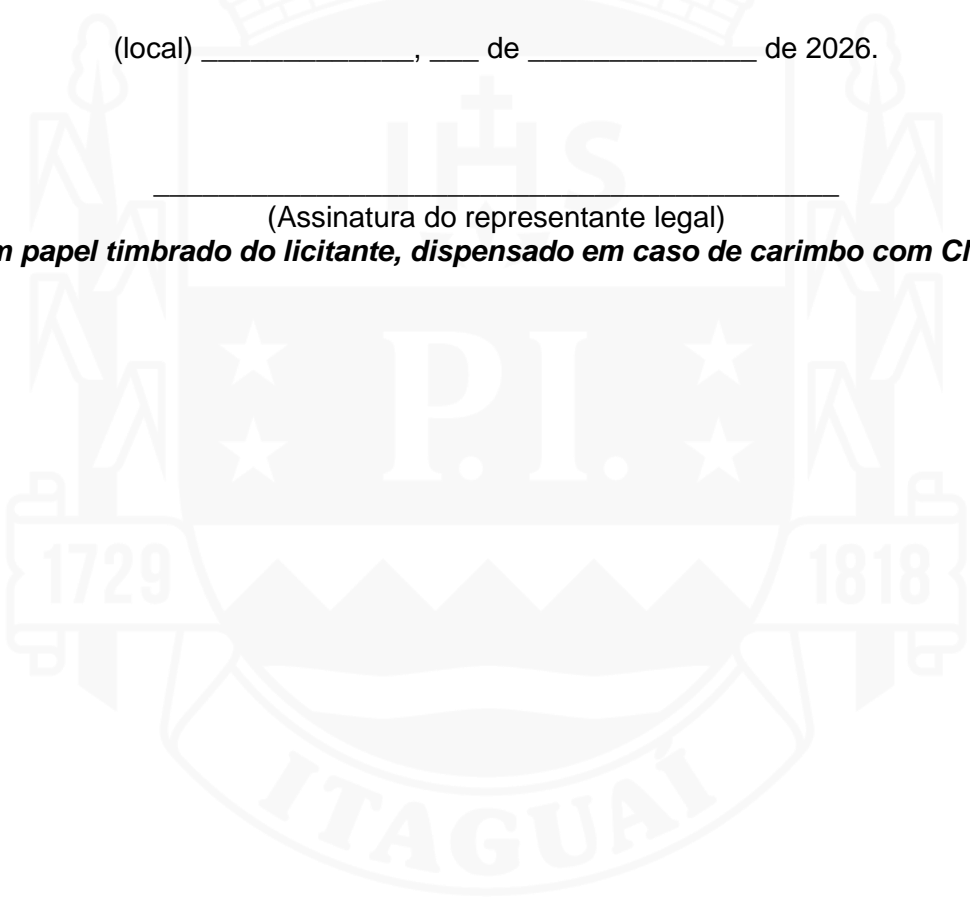 (local) _____________, ___ de ______________ de 2026.
__________________________________________
(Assinatura do representante legal)
papel timbrado do licitante, dispensado em caso de carimbo com
IHS
P.I.
1729
1818
ITAGUAÍ